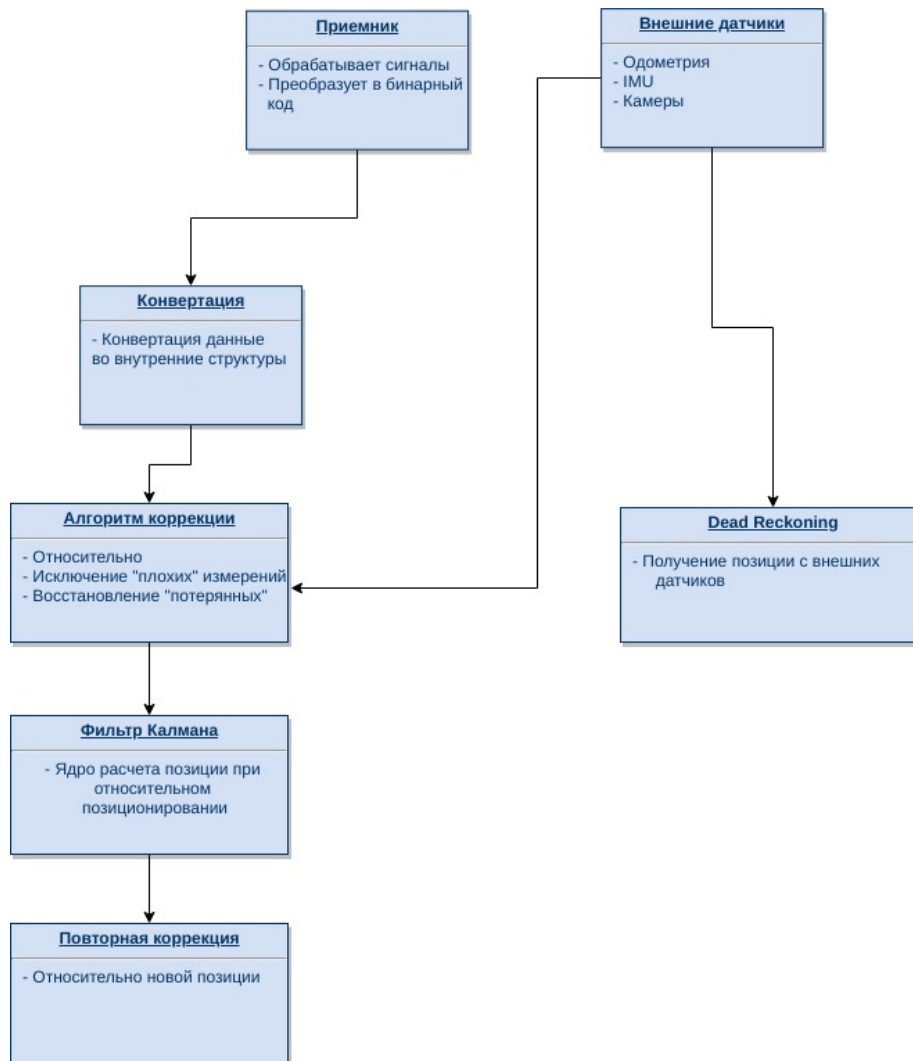 Приемник
- Обрабатывает сигналы
- Преобразует в бинарный
код
Внешние датчики
- Одометрия
- IMU
- Камеры
Конвертация
- Конвертация данные
во внутренние структуры
Алгоритм коррекции
- Относительно
- Исключение "плохих" измерений
- Восстановление "потерянных"
Dead Reckoning
- Получение позиции с внешних
датчиков
Фильтр Калмана
- Ядро расчета позиции при
относительном
позиционировании
Повторная коррекция
- Относительно новой позиции